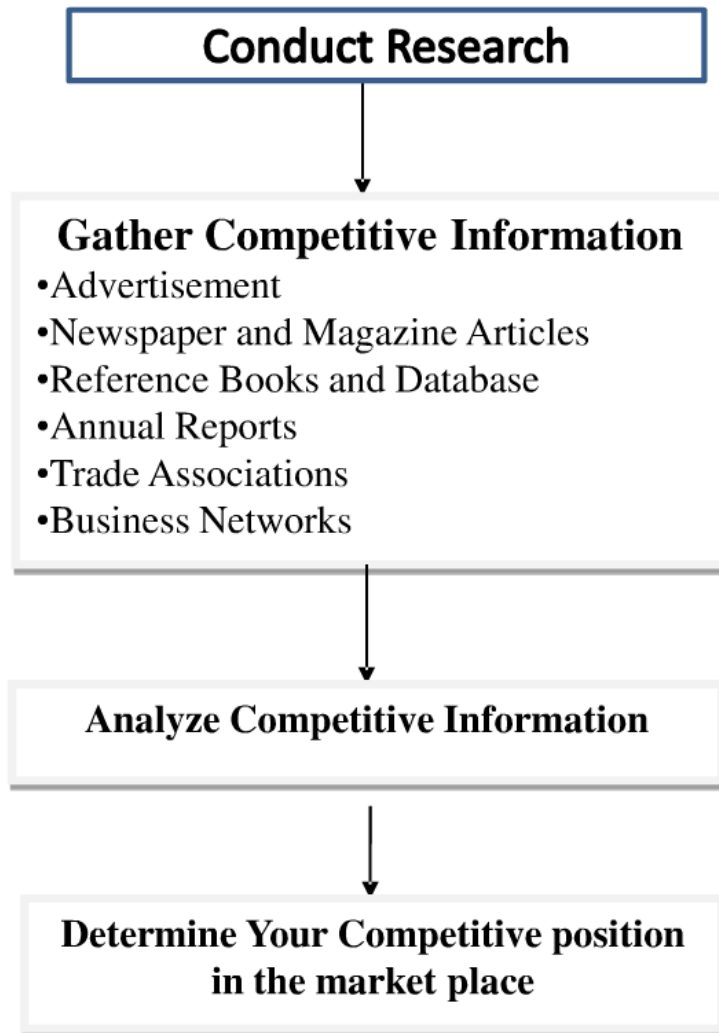 Conduct Research
Gather Competitive Information
•Advertisement
•Newspaper and Magazine Articles
•Reference Books and Database
•Annual Reports
•Trade Associations
•Business Networks
Analyze Competitive Information
Determine Your Competitive position
in the market place